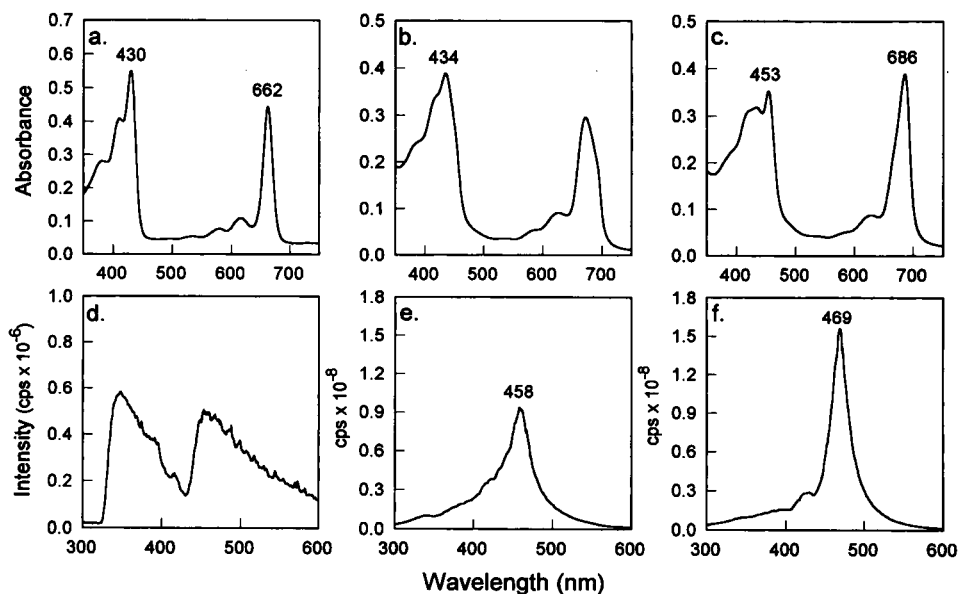 a.
430
662
0.7
0.6
0.5
0.4
0.3
0.2
0.1
0.0
400 500 600 700
Absorbance
b.
434
0.5
0.4
0.3
0.2
0.1
0.0
400 500 600 700
c.
453
686
0.5
0.4
0.3
0.2
0.1
0.0
400 500 600 700
d.
1.0
0.8
0.6
0.4
0.2
0.0
300 400 500 600
Intensity (cps x 10⁻⁶)
e.
458
1.8
1.5
1.2
0.9
0.6
0.3
0.0
300 400 500 600
cps x 10⁻⁸
f.
469
1.8
1.5
1.2
0.9
0.6
0.3
0.0
300 400 500 600
cps x 10⁻⁸
Wavelength (nm)